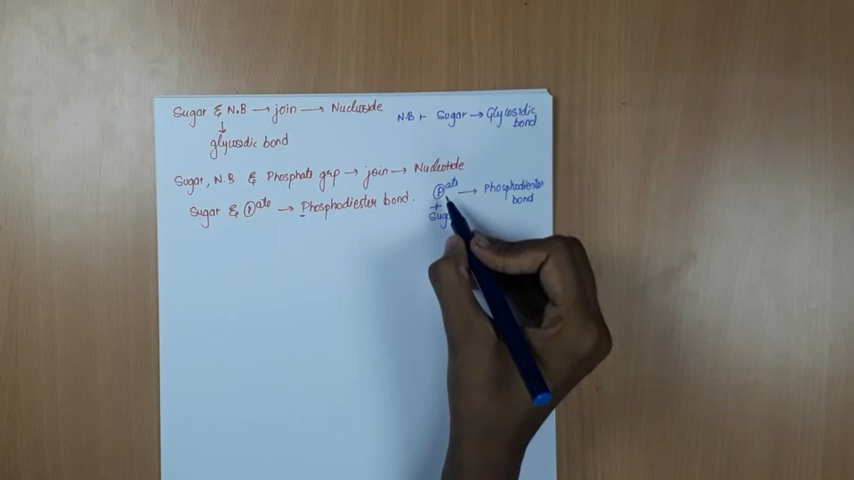 Sugar & N.B → join → Nucleoside
↓
glycosidic bond
N.B + Sugar → Glycosidic
bond
Sugar, N.B & Phosphate grp → join → Nucleotide
Sugar & Ⓟate → Phosphodiester bond.
Ⓟate → Phosphodiester
bond
+